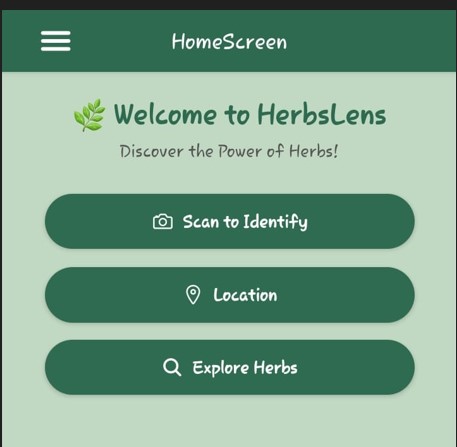 HomeScreen
🌿 Welcome to HerbsLens
Discover the Power of Herbs!
Scan to Identify
Location
Explore Herbs